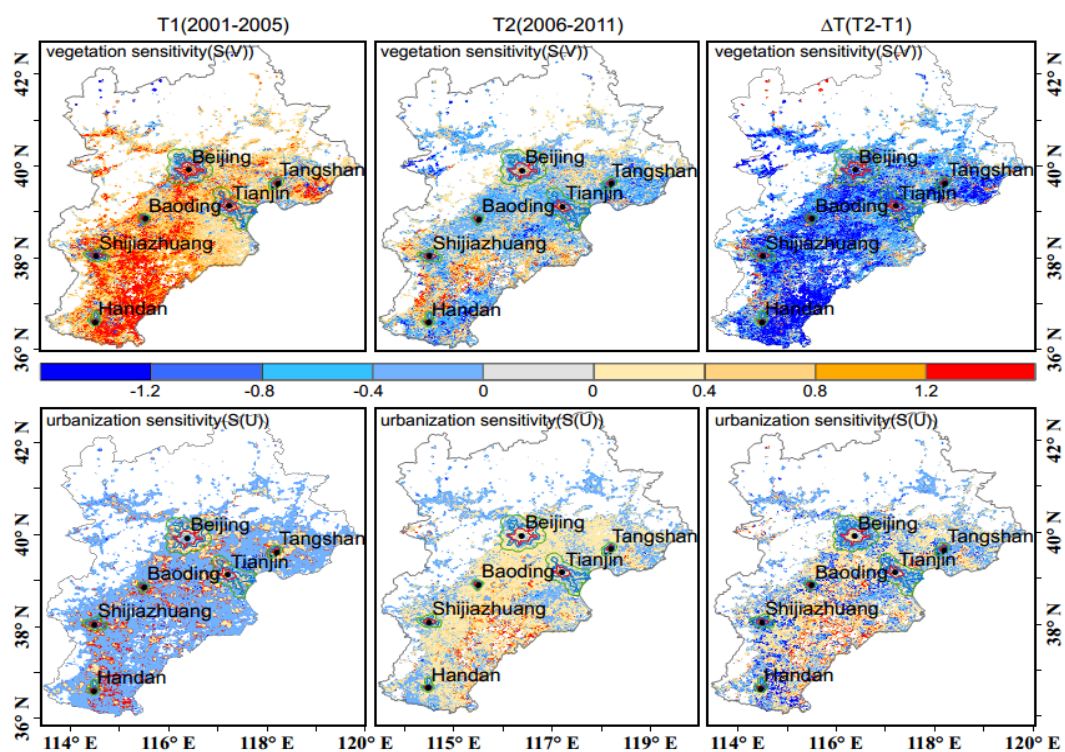 T1(2001-2005) T2(2006-2011) ΔT(T2-T1)
vegetation sensitivity(S(V)) vegetation sensitivity(S(V)) vegetation sensitivity(S(V))
42° N 42° N
40° N 40° N
38° N 38° N
36° N 36° N
Beijing Beijing Beijing
Tangshan Tangshan Tangshan
Tianjin Tianjin Tianjin
Baoding Baoding Baoding
Shijiazhuang Shijiazhuang Shijiazhuang
Handan Handan Handan
-1.2 -0.8 -0.4 0 0 0.4 0.8 1.2
urbanization sensitivity(S(U)) urbanization sensitivity(S(U)) urbanization sensitivity(S(U))
42° N 42° N
40° N 40° N
38° N 38° N
36° N 36° N
Beijing Beijing Beijing
Tangshan Tangshan Tangshan
Tianjin Tianjin Tianjin
Baoding Baoding Baoding
Shijiazhuang Shijiazhuang Shijiazhuang
Handan Handan Handan
114° E 116° E 118° E 120° E 115° E 117° E 119° E 114° E 116° E 118° E 120° E